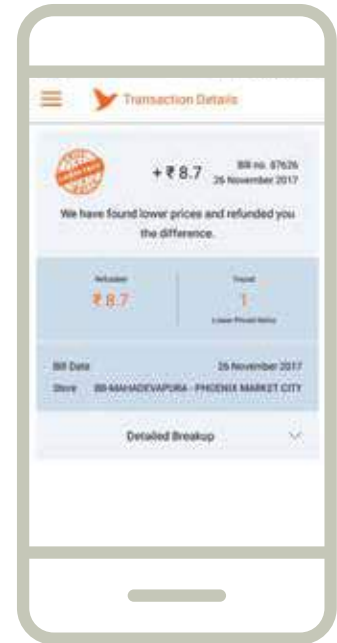 Transaction Details
+ ₹ 8.7
Bill no. 87626
26 November 2017
We have found lower prices and refunded you
the difference.
Refunded
Found
₹ 8.7
1
Lower Priced Items
Bill Date
26 November 2017
Store
BB-MAHADEVAPURA - PHOENIX MARKET CITY
Detailed Breakup